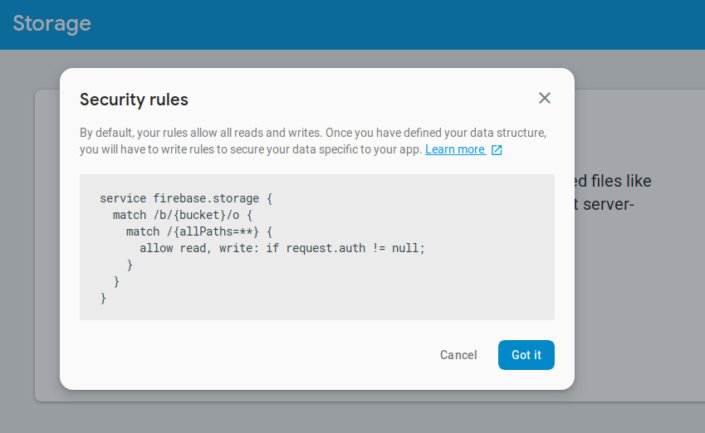 Storage
Security rules
By default, your rules allow all reads and writes. Once you have defined your data structure,
you will have to write rules to secure your data specific to your app. Learn more
ed files like
t server-
service firebase.storage {
  match /b/{bucket}/o {
    match /{allPaths=**} {
      allow read, write: if request.auth != null;
    }
  }
}
Cancel
Got it